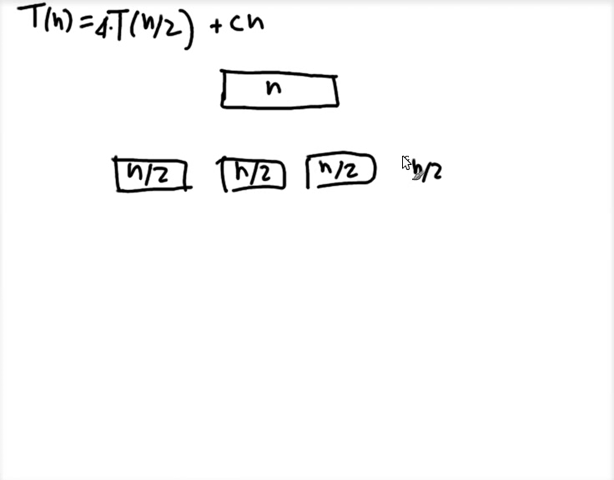 T(n) = 4·T(n/2) + cn
n
n/2 n/2 n/2 n/2